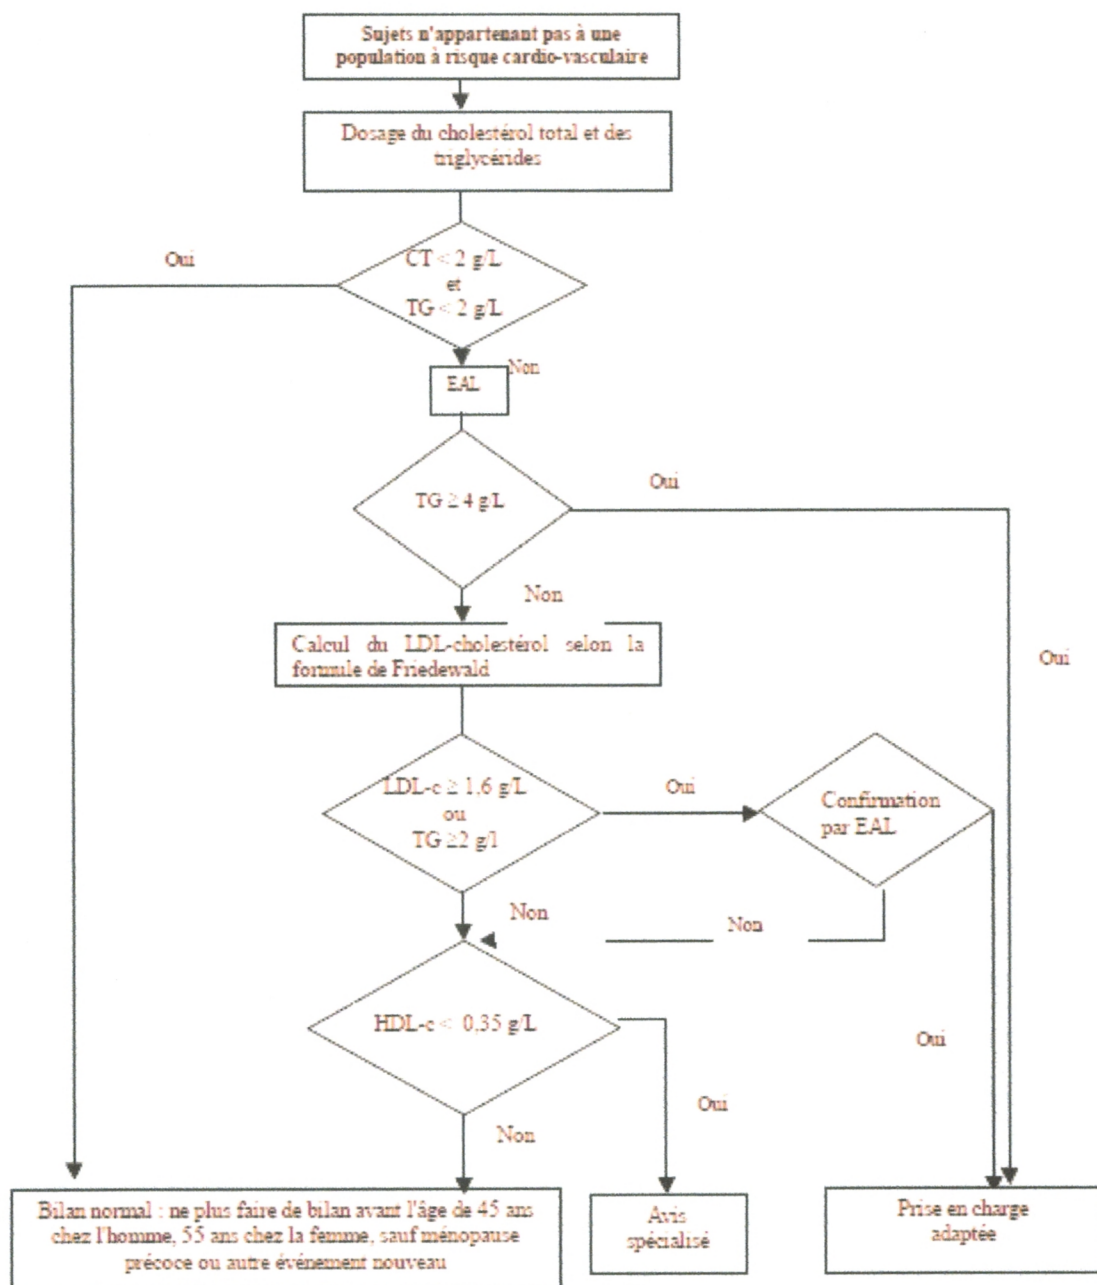 Sujets n'appartenant pas à une
population à risque cardio-vasculaire
Dosage du cholestérol total et des
triglycérides
Oui
CT < 2 g/L
et
TG < 2 g/L
Non
EAL
TG ≥ 4 g/L
Oui
Non
Calcul du LDL-cholestérol selon la
formule de Friedewald
Oui
LDL-c ≥ 1,6 g/L
ou
TG ≥2 g/l
Oui
Confirmation
par EAL
Non
Non
HDL-c < 0,35 g/L
Oui
Oui
Non
Bilan normal : ne plus faire de bilan avant l'âge de 45 ans
chez l'homme, 55 ans chez la femme, sauf ménopause
précoce ou autre événement nouveau
Avis
spécialisé
Prise en charge
adaptée